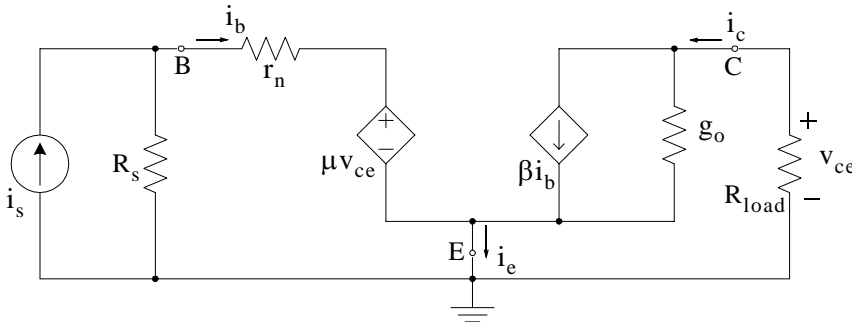 i_b
i_c
B
r_n
C
+
+
−
g_o
v_ce
R_s
μv_ce
βi_b
i_s
R_load
−
E
i_e